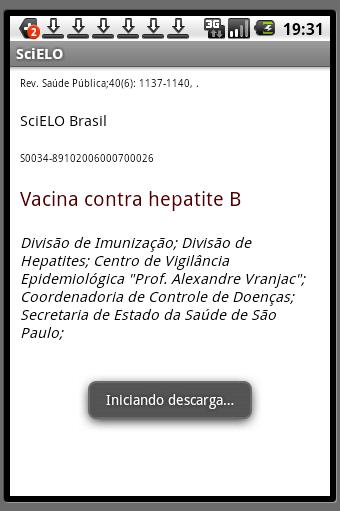 2
3G
19:31
SciELO
Rev. Saúde Pública;40(6): 1137-1140, .
SciELO Brasil
S0034-89102006000700026
Vacina contra hepatite B
Divisão de Imunização; Divisão de
Hepatites; Centro de Vigilância
Epidemiológica "Prof. Alexandre Vranjac";
Coordenadoria de Controle de Doenças;
Secretaria de Estado da Saúde de São
Paulo;
Iniciando descarga...